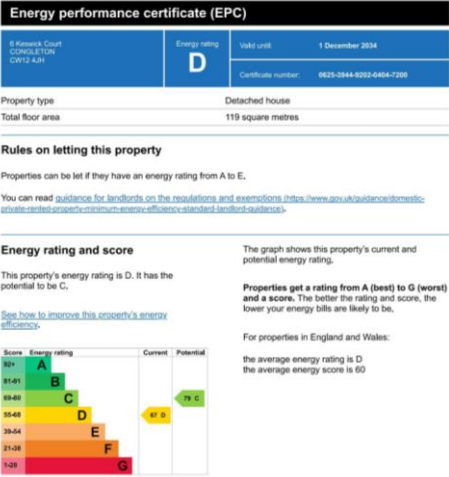 Energy performance certificate (EPC)
6 Keswick Court
CONGLETON
CW12 4JH
Energy rating
D
Valid until:
1 December 2034
Certificate number:
0625-3944-9202-0404-7200
Property type
Detached house
Total floor area
119 square metres
Rules on letting this property
Properties can be let if they have an energy rating from A to E.
You can read guidance for landlords on the regulations and exemptions (https://www.gov.uk/guidance/domestic-
private-rented-property-minimum-energy-efficiency-standard-landlord-guidance).
Energy rating and score
This property's energy rating is D. It has the
potential to be C.
See how to improve this property's energy
efficiency.
Score Energy rating Current Potential
92+ A
81-91 B
69-80 C 79 C
55-68 D 67 D
39-54 E
21-38 F
1-20 G
The graph shows this property's current and
potential energy rating.
Properties get a rating from A (best) to G (worst)
and a score. The better the rating and score, the
lower your energy bills are likely to be.
For properties in England and Wales:
the average energy rating is D
the average energy score is 60